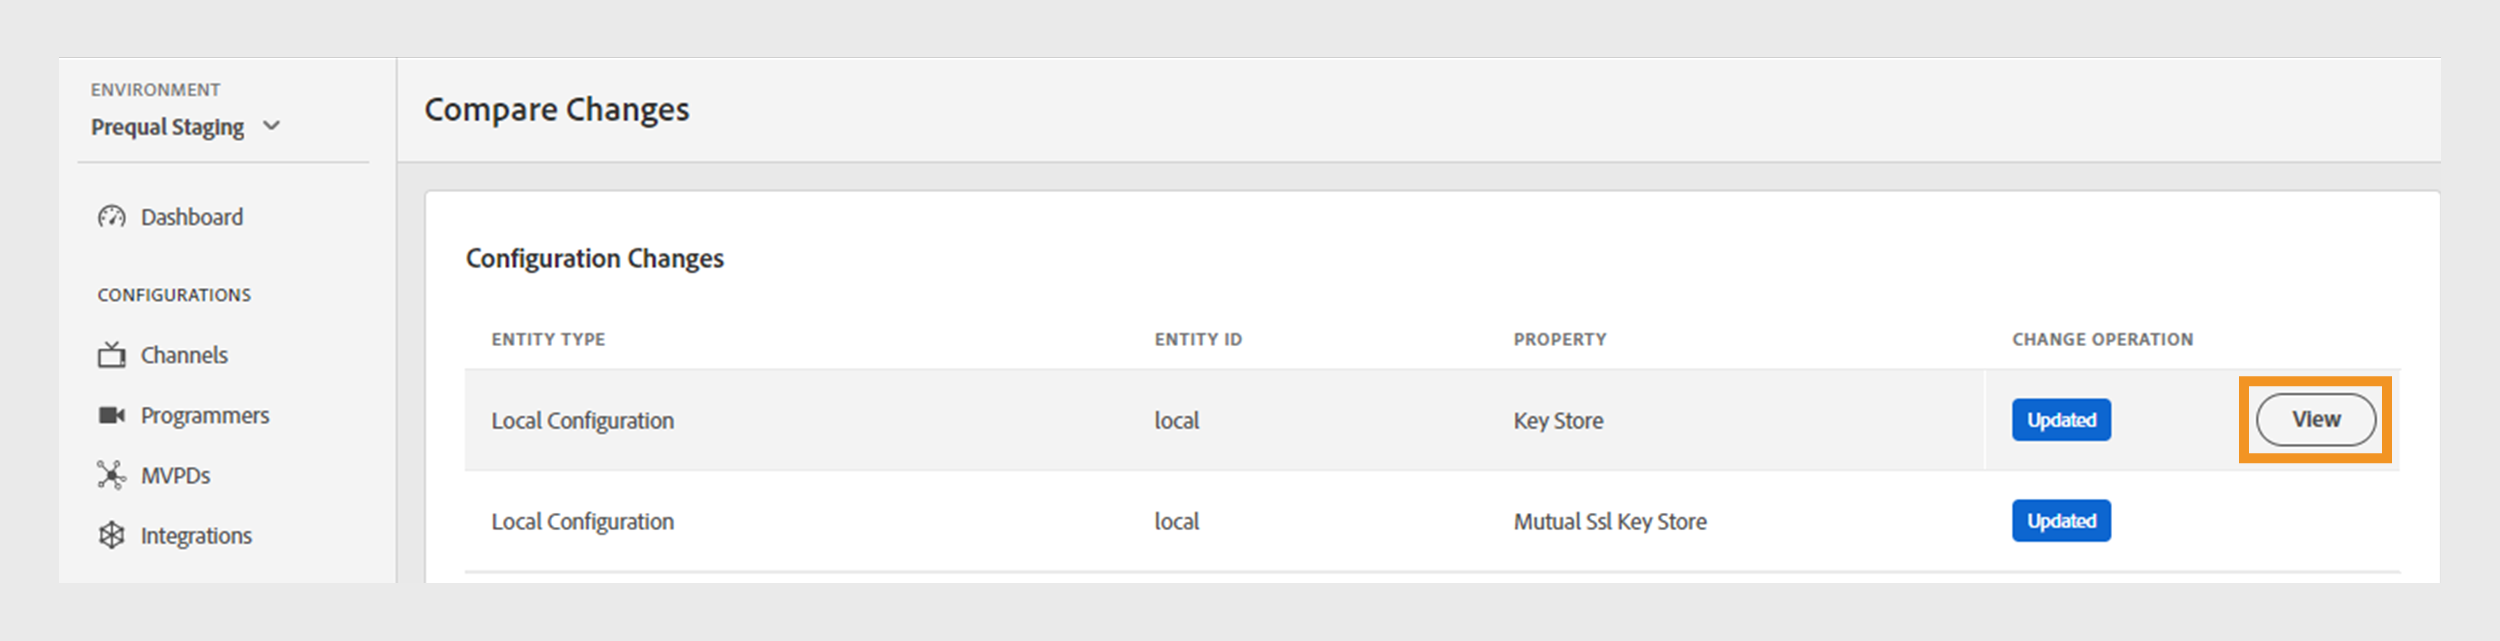 ENVIRONMENT
Prequal Staging
Dashboard
CONFIGURATIONS
Channels
Programmers
MVPDs
Integrations
Compare Changes
Configuration Changes
ENTITY TYPE ENTITY ID PROPERTY CHANGE OPERATION
Local Configuration local Key Store Updated View
Local Configuration local Mutual Ssl Key Store Updated